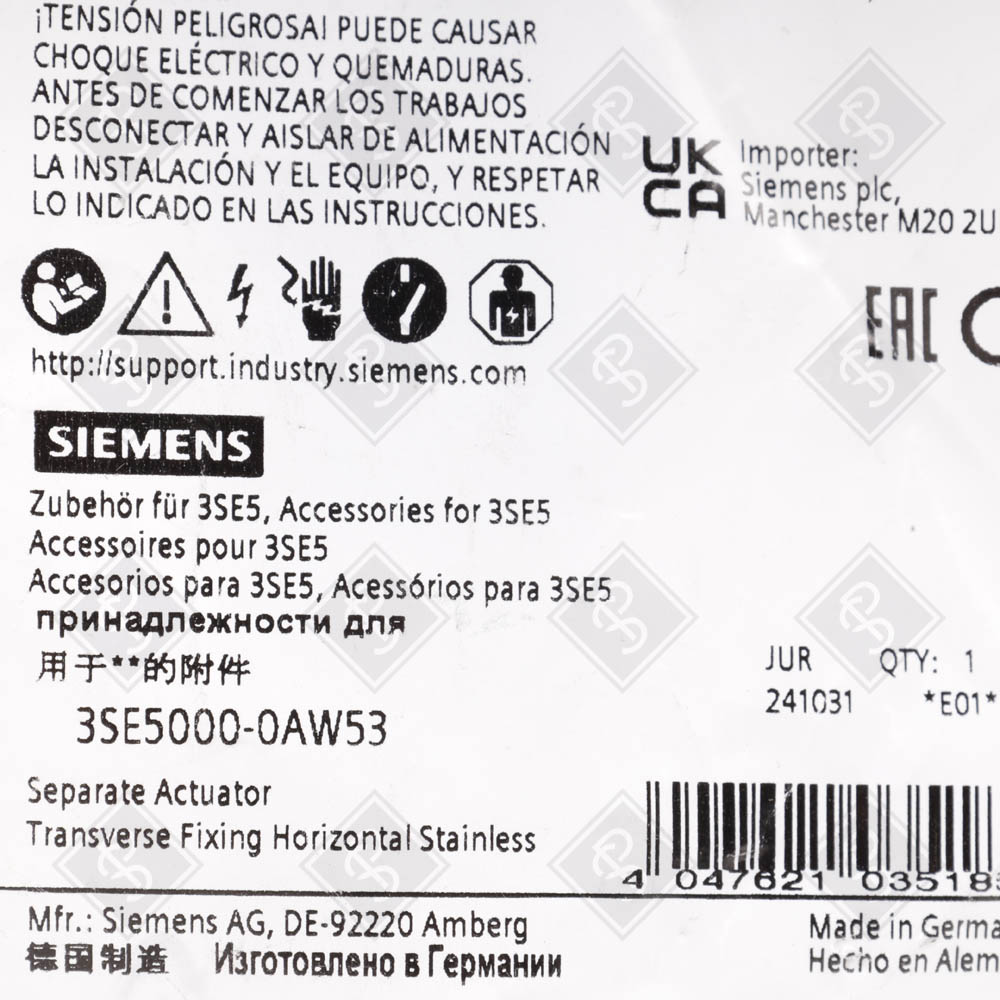 ¡TENSIÓN PELIGROSA! PUEDE CAUSAR
CHOQUE ELÉCTRICO Y QUEMADURAS.
ANTES DE COMENZAR LOS TRABAJOS
DESCONECTAR Y AISLAR DE ALIMENTACIÓN
LA INSTALACIÓN Y EL EQUIPO, Y RESPETAR
LO INDICADO EN LAS INSTRUCCIONES.
UK
CA
Importer:
Siemens plc,
Manchester M20 2U
EAC
http://support.industry.siemens.com
SIEMENS
Zubehör für 3SE5, Accessories for 3SE5
Accessoires pour 3SE5
Accesorios para 3SE5, Acessórios para 3SE5
принадлежности для
用于**的附件
JUR QTY: 1
241031 *E01*
3SE5000-0AW53
Separate Actuator
Transverse Fixing Horizontal Stainless
4 047621 03518
Mfr.: Siemens AG, DE-92220 Amberg
德国制造 Изготовлено в Германии
Made in Germa
Hecho en Alem